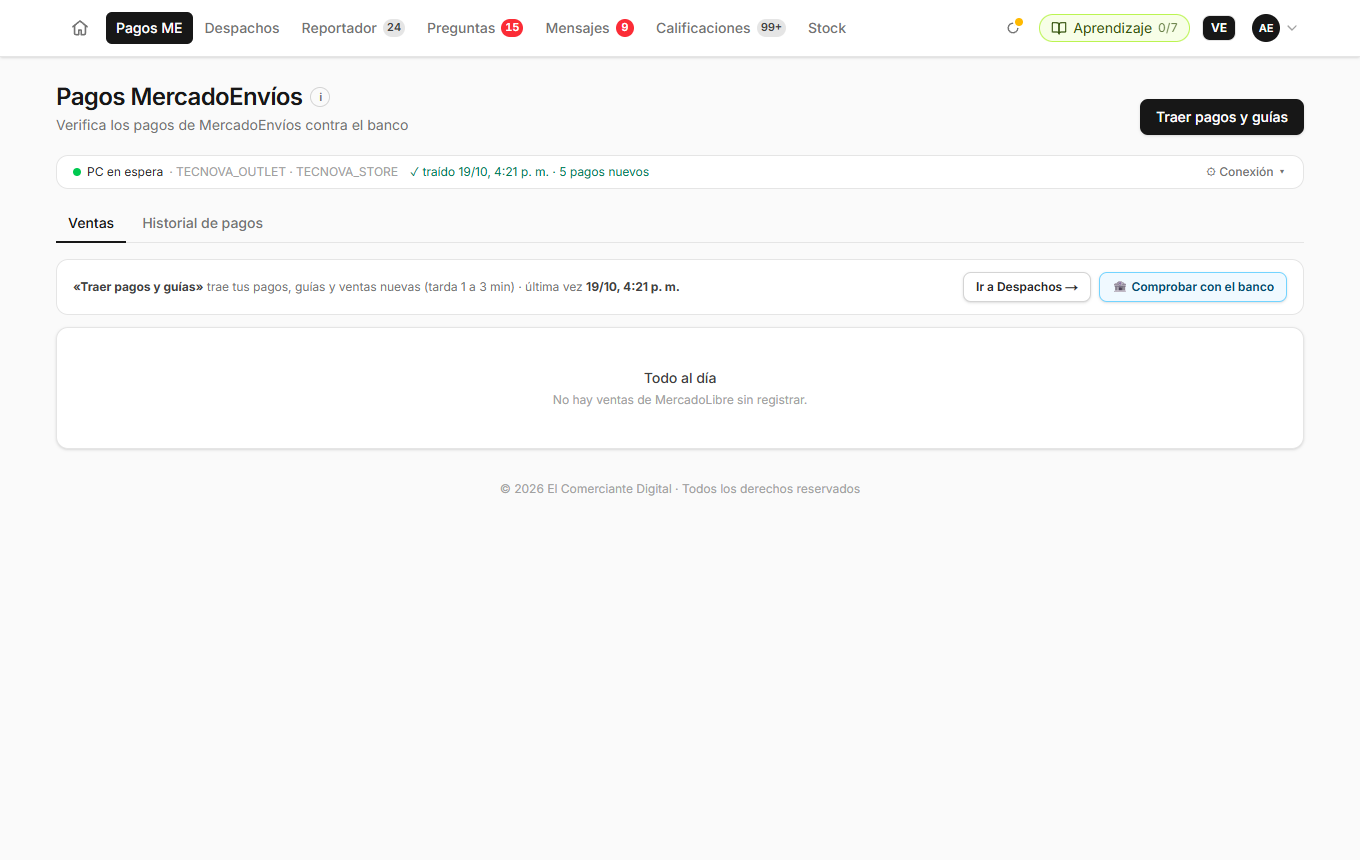 Pagos ME Despachos Reportador 24 Preguntas 15 Mensajes 9 Calificaciones 99+ Stock Aprendizaje 0/7 VE AE
Pagos MercadoEnvíos i
Verifica los pagos de MercadoEnvíos contra el banco
Traer pagos y guías
PC en espera · TECNOVA_OUTLET · TECNOVA_STORE ✓ traído 19/10, 4:21 p. m. · 5 pagos nuevos ⚙ Conexión ▾
Ventas Historial de pagos
«Traer pagos y guías» trae tus pagos, guías y ventas nuevas (tarda 1 a 3 min) · última vez 19/10, 4:21 p. m. Ir a Despachos → 🏦 Comprobar con el banco
Todo al día
No hay ventas de MercadoLibre sin registrar.
© 2026 El Comerciante Digital · Todos los derechos reservados